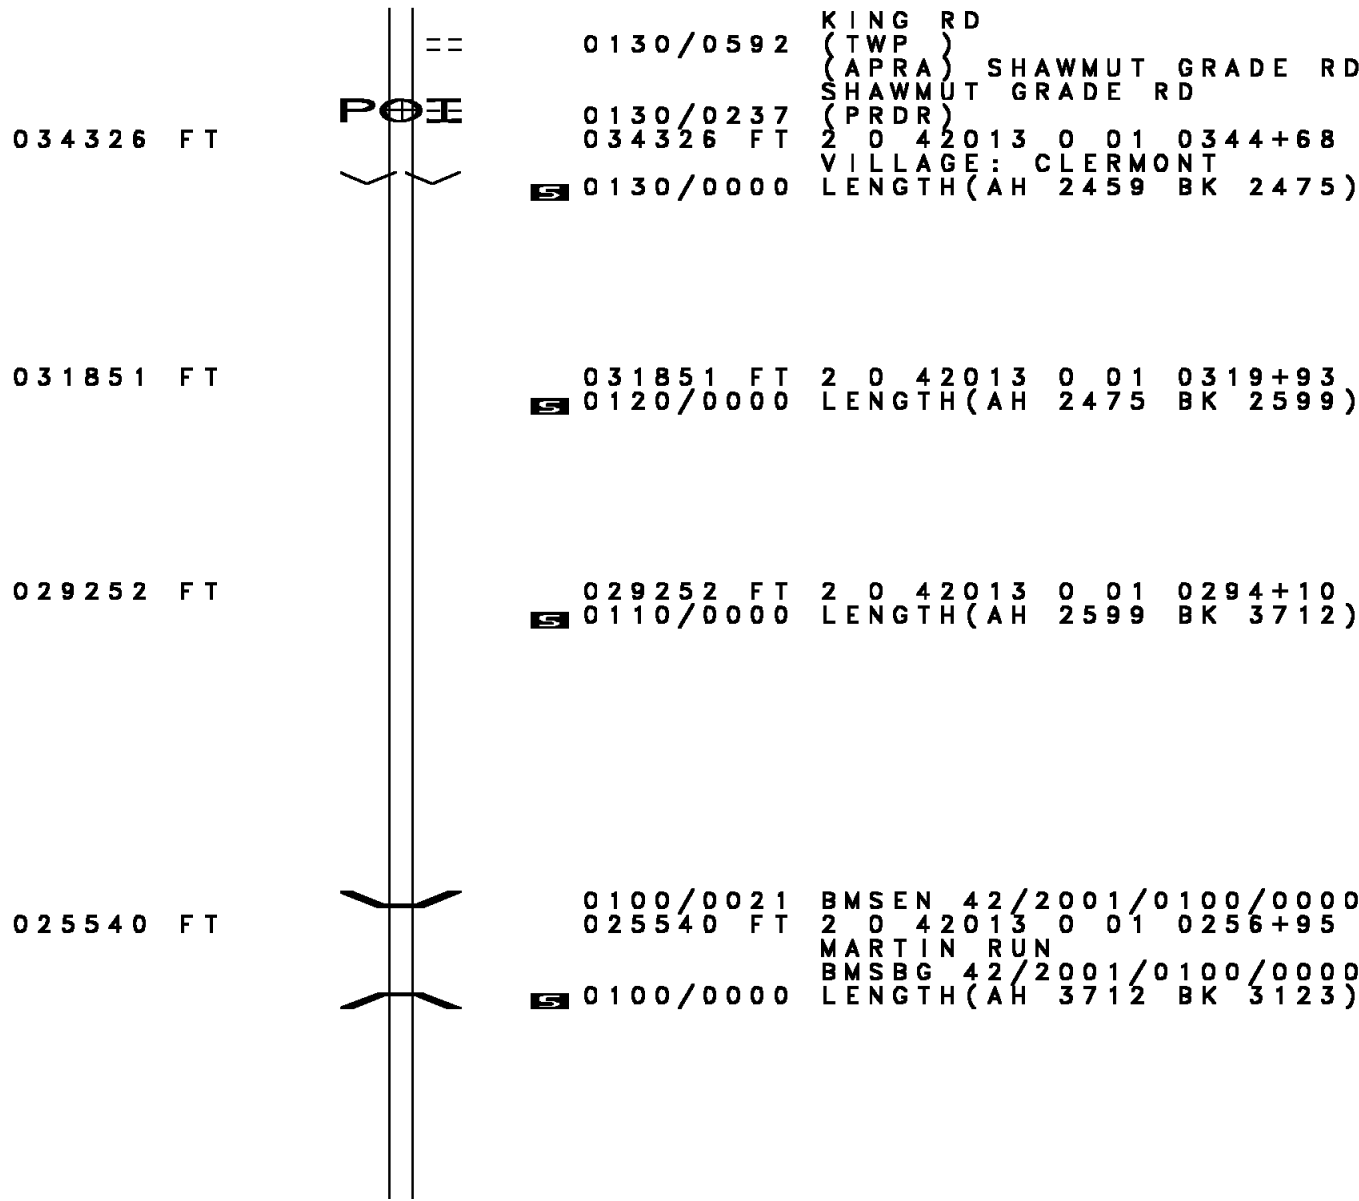 KING RD
== 0130/0592 (TWP )
(APRA) SHAWMUT GRADE RD
SHAWMUT GRADE RD
POI 0130/0237 (PRDR)
034326 FT 034326 FT 2 0 42013 0 01 0344+68
VILLAGE: CLERMONT
S 0130/0000 LENGTH(AH 2459 BK 2475)
031851 FT 031851 FT 2 0 42013 0 01 0319+93
S 0120/0000 LENGTH(AH 2475 BK 2599)
029252 FT 029252 FT 2 0 42013 0 01 0294+10
S 0110/0000 LENGTH(AH 2599 BK 3712)
0100/0021 BMSEN 42/2001/0100/0000
025540 FT 025540 FT 2 0 42013 0 01 0256+95
MARTIN RUN
BMSBG 42/2001/0100/0000
S 0100/0000 LENGTH(AH 3712 BK 3123)